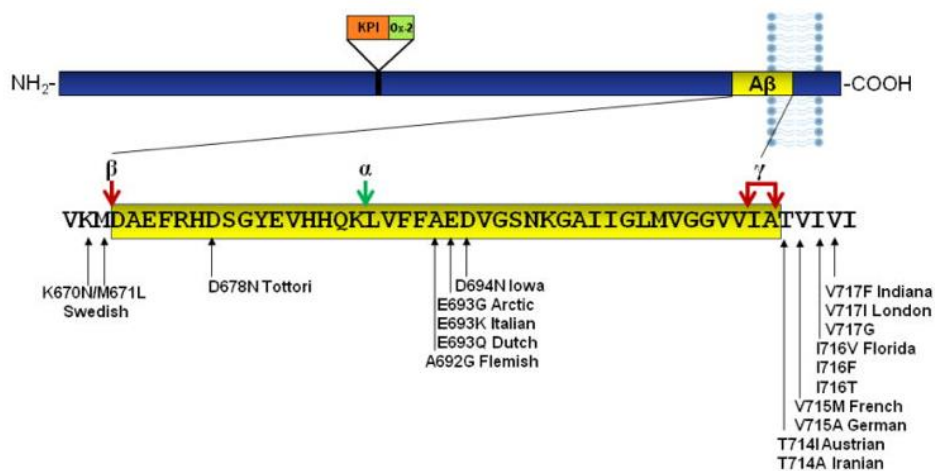 KPI Ox-2
NH2- Aβ -COOH
β α γ
VKMDAEFRHDSGYEVHHQKLVFFAEDVGSNKGAIIGLMVGGVVIATVIVI
K670N/M671L
Swedish
D678N Tottori
D694N Iowa
E693G Arctic
E693K Italian
E693Q Dutch
A692G Flemish
V717F Indiana
V717I London
V717G
I716V Florida
I716F
I716T
V715M French
V715A German
T714I Austrian
T714A Iranian